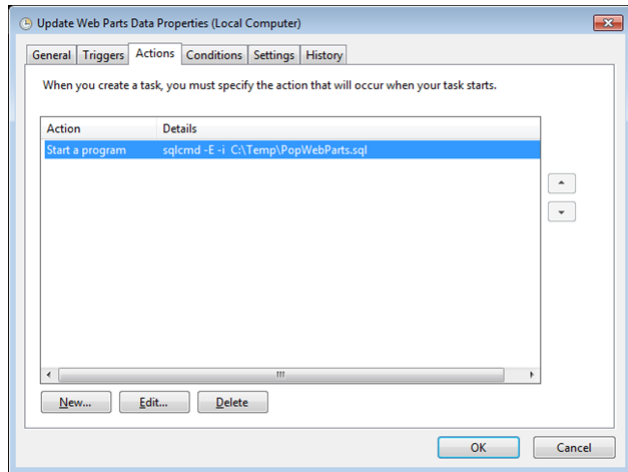 Update Web Parts Data Properties (Local Computer)
General Triggers Actions Conditions Settings History
When you create a task, you must specify the action that will occur when your task starts.
Action Details
Start a program sqlcmd -E -i C:\Temp\PopWebParts.sql
New... Edit... Delete
OK Cancel